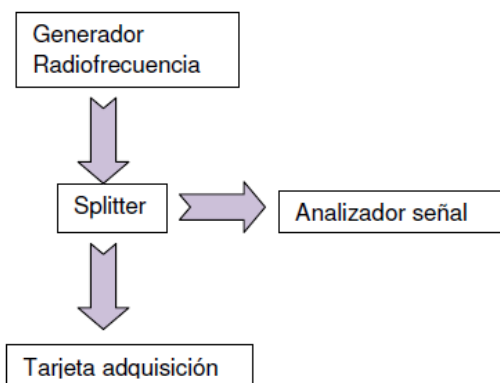 Generador
Radiofrecuencia
Splitter
Analizador señal
Tarjeta adquisición